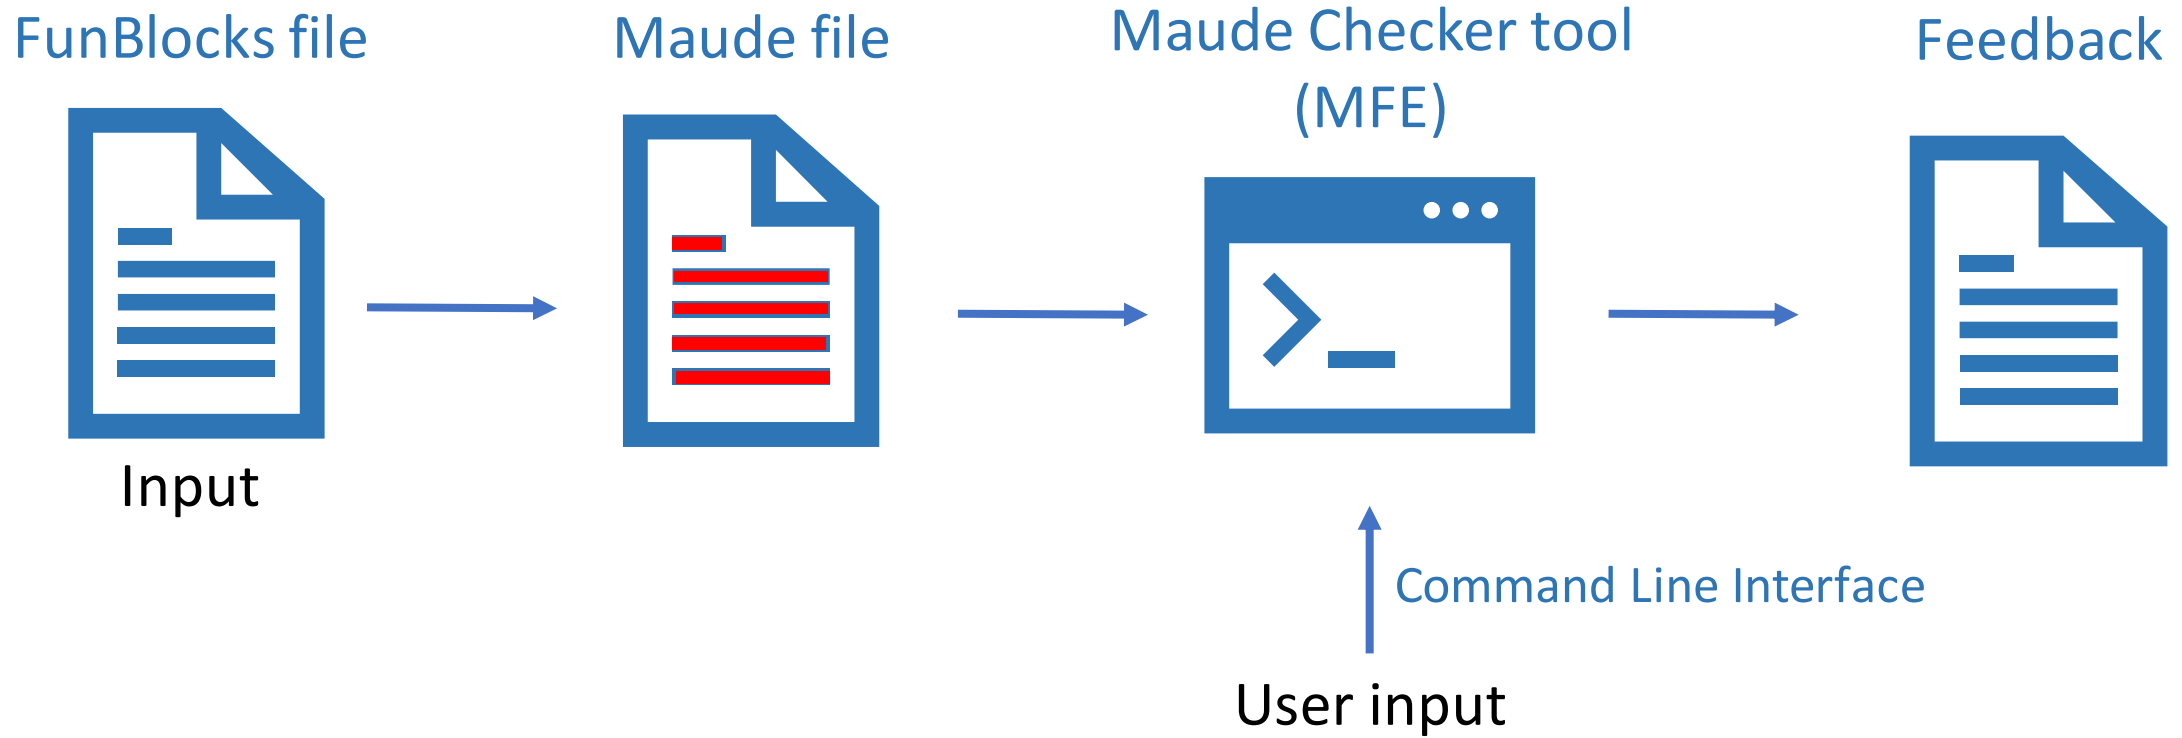 FunBlocks file
Maude file
Maude Checker tool
(MFE)
Feedback
Input
Command Line Interface
User input